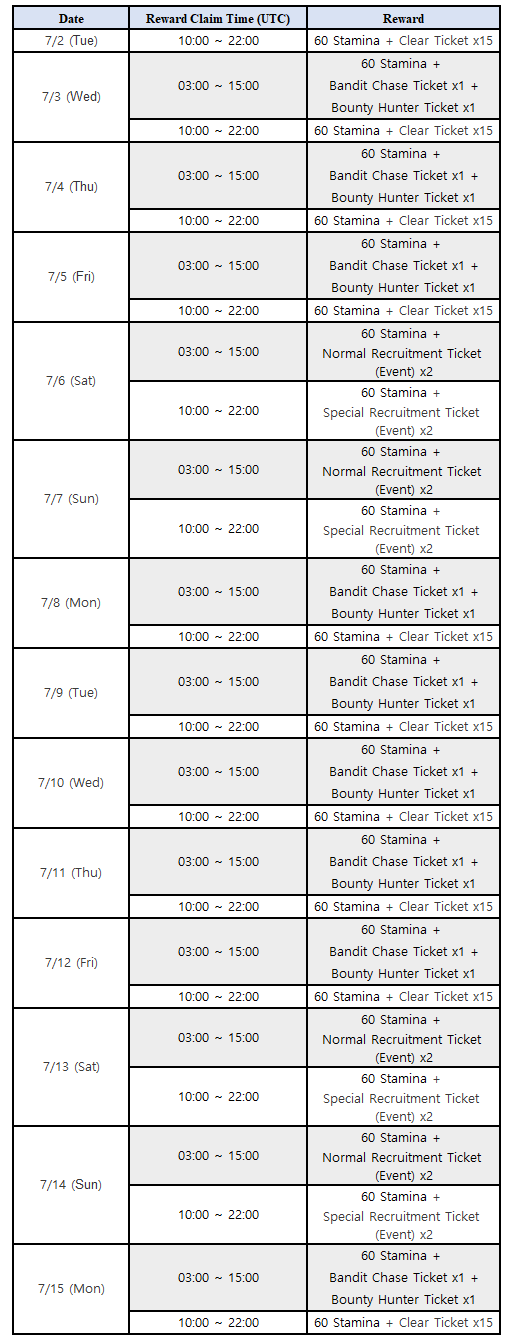 Date Reward Claim Time (UTC) Reward
7/2 (Tue) 10:00 ~ 22:00 60 Stamina + Clear Ticket x15
7/3 (Wed) 03:00 ~ 15:00 60 Stamina +
Bandit Chase Ticket x1 +
Bounty Hunter Ticket x1
10:00 ~ 22:00 60 Stamina + Clear Ticket x15
7/4 (Thu) 03:00 ~ 15:00 60 Stamina +
Bandit Chase Ticket x1 +
Bounty Hunter Ticket x1
10:00 ~ 22:00 60 Stamina + Clear Ticket x15
7/5 (Fri) 03:00 ~ 15:00 60 Stamina +
Bandit Chase Ticket x1 +
Bounty Hunter Ticket x1
10:00 ~ 22:00 60 Stamina + Clear Ticket x15
7/6 (Sat) 03:00 ~ 15:00 60 Stamina +
Normal Recruitment Ticket
(Event) x2
10:00 ~ 22:00 60 Stamina +
Special Recruitment Ticket
(Event) x2
7/7 (Sun) 03:00 ~ 15:00 60 Stamina +
Normal Recruitment Ticket
(Event) x2
10:00 ~ 22:00 60 Stamina +
Special Recruitment Ticket
(Event) x2
7/8 (Mon) 03:00 ~ 15:00 60 Stamina +
Bandit Chase Ticket x1 +
Bounty Hunter Ticket x1
10:00 ~ 22:00 60 Stamina + Clear Ticket x15
7/9 (Tue) 03:00 ~ 15:00 60 Stamina +
Bandit Chase Ticket x1 +
Bounty Hunter Ticket x1
10:00 ~ 22:00 60 Stamina + Clear Ticket x15
7/10 (Wed) 03:00 ~ 15:00 60 Stamina +
Bandit Chase Ticket x1 +
Bounty Hunter Ticket x1
10:00 ~ 22:00 60 Stamina + Clear Ticket x15
7/11 (Thu) 03:00 ~ 15:00 60 Stamina +
Bandit Chase Ticket x1 +
Bounty Hunter Ticket x1
10:00 ~ 22:00 60 Stamina + Clear Ticket x15
7/12 (Fri) 03:00 ~ 15:00 60 Stamina +
Bandit Chase Ticket x1 +
Bounty Hunter Ticket x1
10:00 ~ 22:00 60 Stamina + Clear Ticket x15
7/13 (Sat) 03:00 ~ 15:00 60 Stamina +
Normal Recruitment Ticket
(Event) x2
10:00 ~ 22:00 60 Stamina +
Special Recruitment Ticket
(Event) x2
7/14 (Sun) 03:00 ~ 15:00 60 Stamina +
Normal Recruitment Ticket
(Event) x2
10:00 ~ 22:00 60 Stamina +
Special Recruitment Ticket
(Event) x2
7/15 (Mon) 03:00 ~ 15:00 60 Stamina +
Bandit Chase Ticket x1 +
Bounty Hunter Ticket x1
10:00 ~ 22:00 60 Stamina + Clear Ticket x15